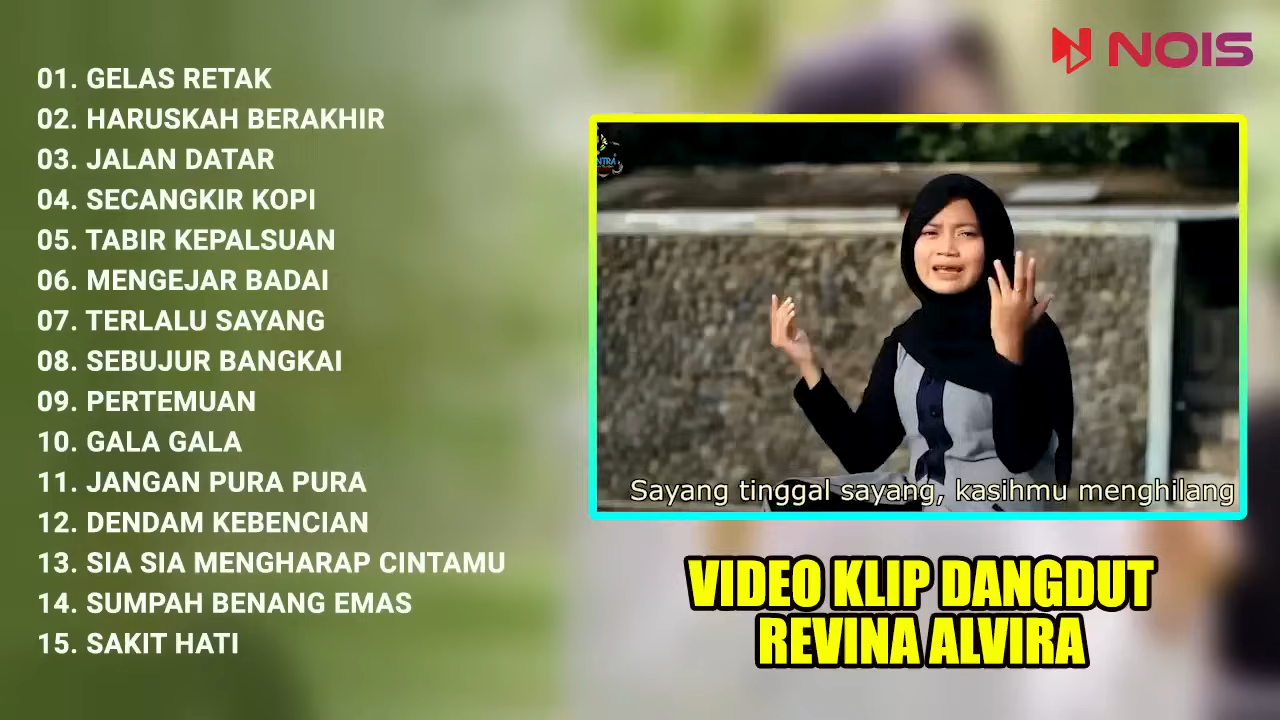 01. GELAS RETAK
02. HARUSKAH BERAKHIR
03. JALAN DATAR
04. SECANGKIR KOPI
05. TABIR KEPALSUAN
06. MENGEJAR BADAI
07. TERLALU SAYANG
08. SEBUJUR BANGKAI
09. PERTEMUAN
10. GALA GALA
11. JANGAN PURA PURA
12. DENDAM KEBENCIAN
13. SIA SIA MENGHARAP CINTAMU
14. SUMPAH BENANG EMAS
15. SAKIT HATI
NOIS
Sayang tinggal sayang, kasihmu menghilang
VIDEO KLIP DANGDUT
REVINA ALVIRA